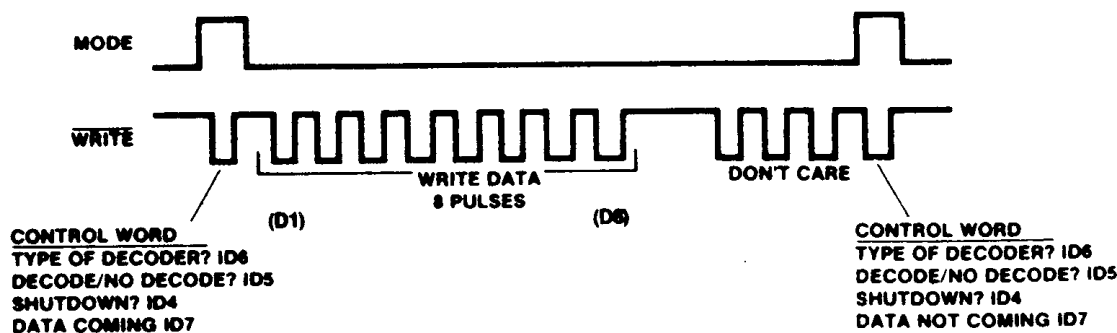 MODE
WRITE
WRITE DATA
8 PULSES
DON'T CARE
(D1)
(D8)
CONTROL WORD
TYPE OF DECODER? ID6
DECODE/NO DECODE? ID5
SHUTDOWN? ID4
DATA COMING ID7
CONTROL WORD
TYPE OF DECODER? ID6
DECODE/NO DECODE? ID5
SHUTDOWN? ID4
DATA NOT COMING ID7